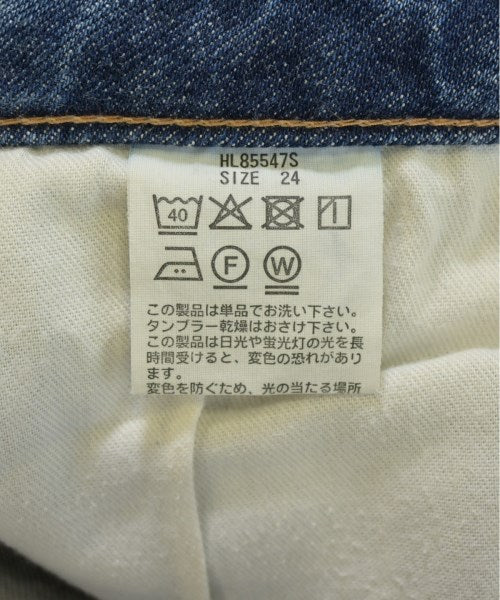 HL85547S
SIZE 24
40
F W
この製品は単品でお洗い下さい。
タンブラー乾燥はおさけ下さい。
この製品は日光や蛍光灯の光を長
時間受けると、変色の恐れがあり
ます。
変色を防ぐため、光の当たる場所